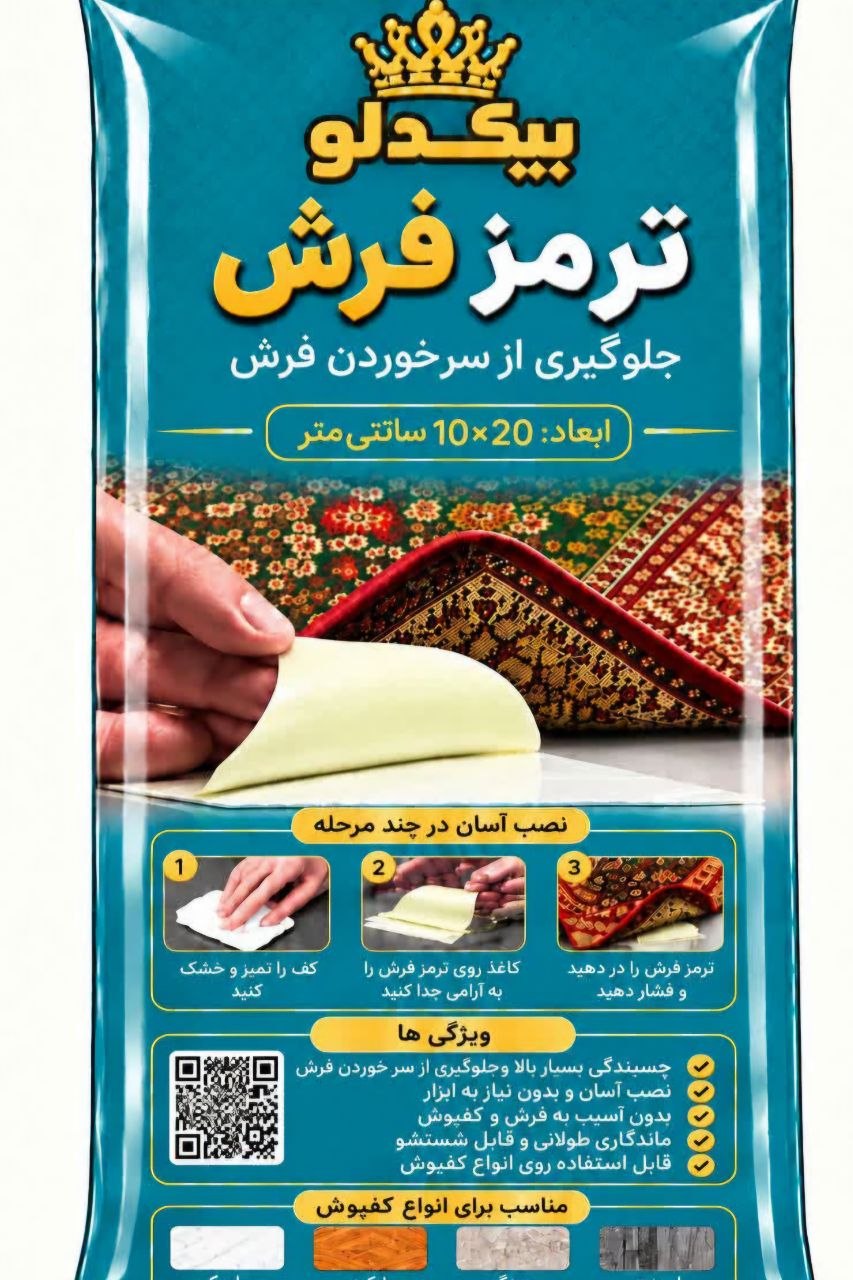 بیکدلو
ترمز فرش
جلوگیری از سرخوردن فرش
ابعاد: 20×10 سانتی‌متر
نصب آسان در چند مرحله
1
کف را تمیز و خشک
کنید
2
کاغذ روی ترمز فرش را
به آرامی جدا کنید
3
ترمز فرش را در دهید
و فشار دهید
ویژگی ها
چسبندگی بسیار بالا وجلوگیری از سر خوردن فرش
نصب آسان و بدون نیاز به ابزار
بدون آسیب به فرش و کفپوش
ماندگاری طولانی و قابل شستشو
قابل استفاده روی انواع کفپوش
مناسب برای انواع کفپوش